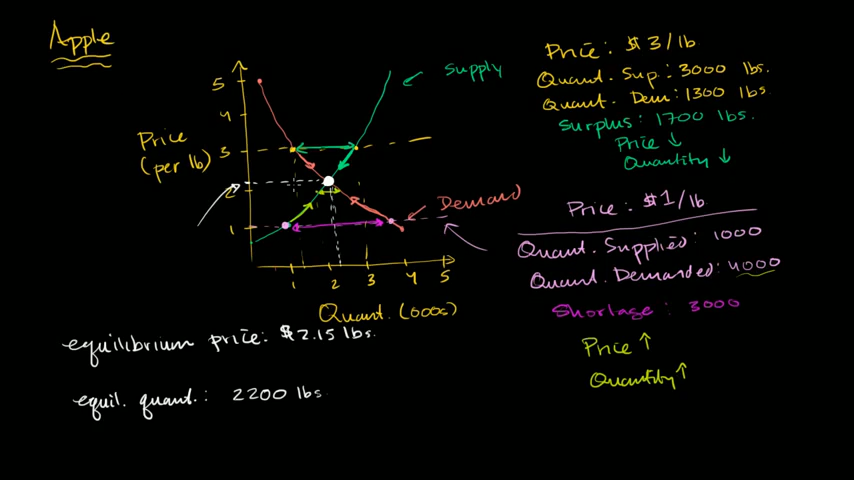 Apple
Price
(per lb)
5
4
3
2
1
1 2 3 4 5
Quant. (000s)
Supply
Demand
equilibrium price: $2.15 lbs.
equil. quant.: 2200 lbs
Price: $3/lb
Quant. Sup: 3000 lbs.
Quant. Dem: 1300 lbs.
Surplus: 1700 lbs.
Price ↓
Quantity ↓
Price: $1/lb
Quant. Supplied: 1000
Quant. Demanded: 4000
Shortage: 3000
Price ↑
Quantity ↑